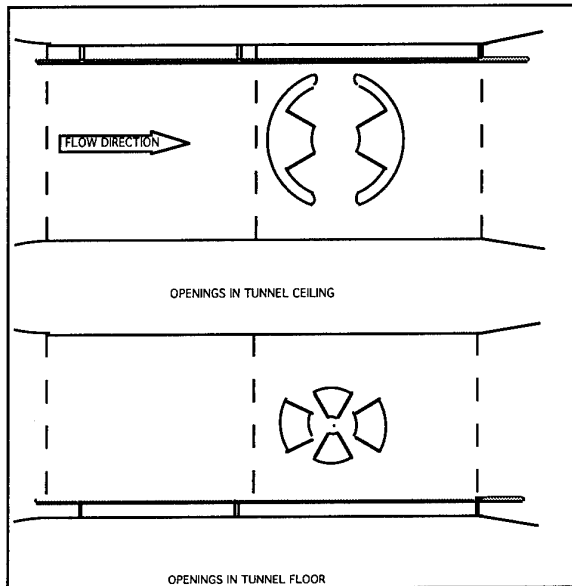 FLOW DIRECTION
OPENINGS IN TUNNEL CEILING
OPENINGS IN TUNNEL FLOOR